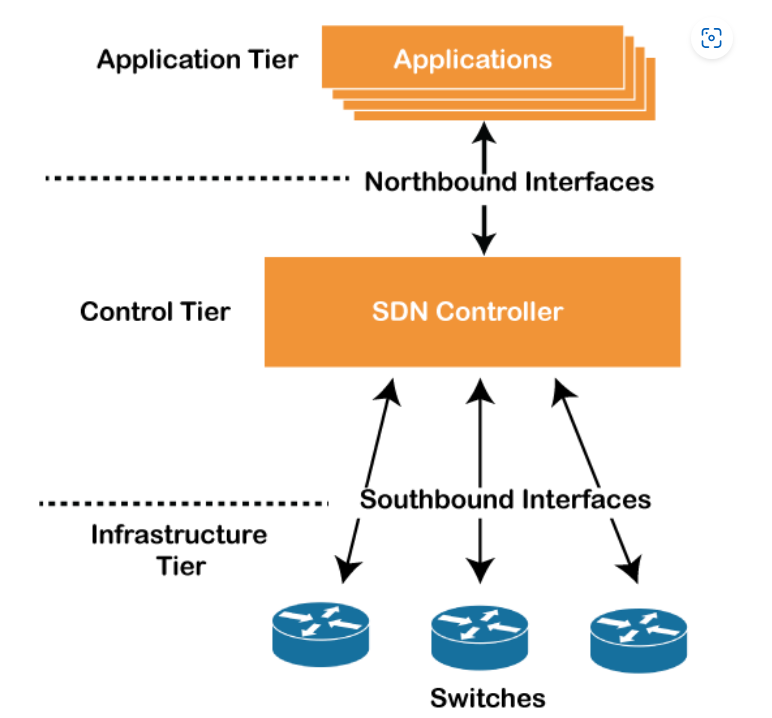 Application Tier
Applications
Northbound Interfaces
Control Tier
SDN Controller
Southbound Interfaces
Infrastructure
Tier
Switches